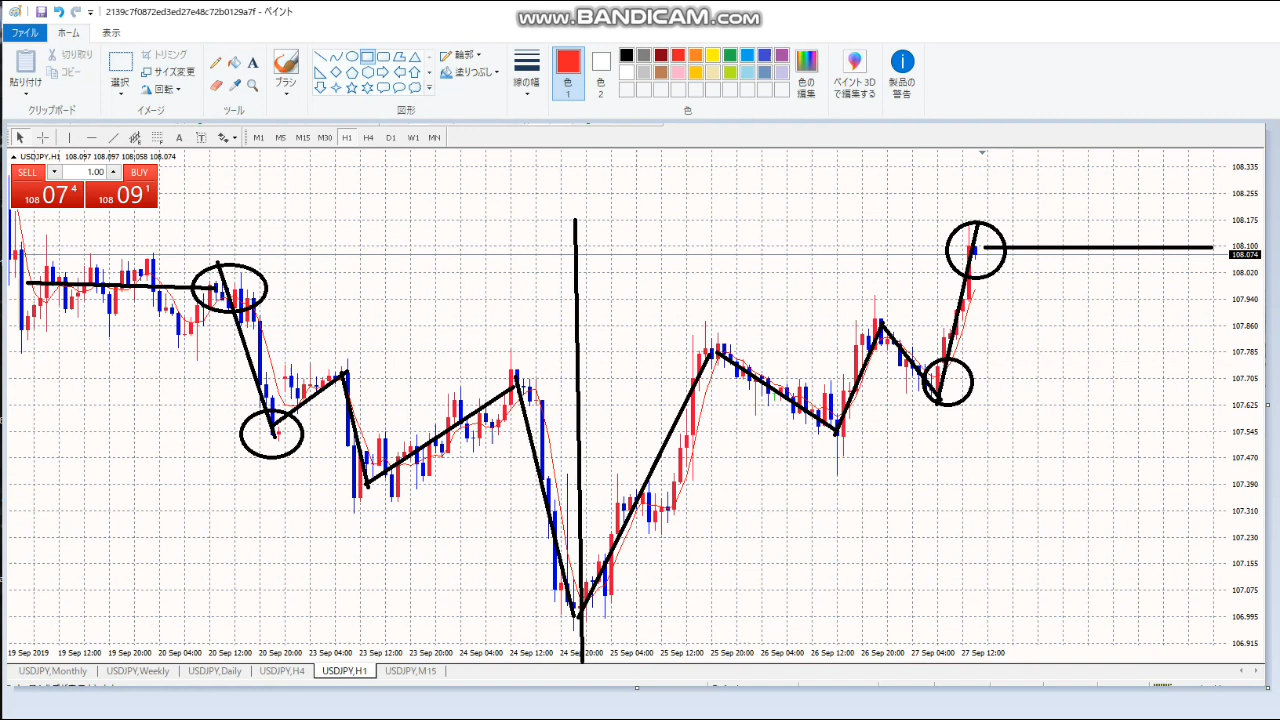 2139c7f0872ed3ed27e48c72b0129a7f - ペイント
www.BANDICAM.com
ファイル ホーム 表示
貼り付け
切り取り
コピー
クリップボード
選択
トリミング
サイズ変更
回転
イメージ
A
ツール
ブラシ
輪郭
塗りつぶし
図形
線の幅
色
1
色
2
色の
編集
色
ペイント 3D
で編集する
製品の
警告
A T M1 M5 M15 M30 H1 H4 D1 W1 MN
USDJPY,H1 108.097 108.097 108.058 108.074
SELL 1.00 BUY
108 07 4 108 09 1
108.335
108.255
108.175
108.100
108.074
108.020
107.940
107.860
107.785
107.705
107.625
107.545
107.470
107.390
107.310
107.230
107.155
107.075
106.995
106.915
19 Sep 2019 19 Sep 12:00 19 Sep 20:00 20 Sep 04:00 20 Sep 12:00 20 Sep 20:00 23 Sep 04:00 23 Sep 12:00 23 Sep 20:00 24 Sep 04:00 24 Sep 12:00 24 Sep 20:00 25 Sep 04:00 25 Sep 12:00 25 Sep 20:00 26 Sep 04:00 26 Sep 12:00 26 Sep 20:00 27 Sep 04:00 27 Sep 12:00
USDJPY,Monthly USDJPY,Weekly USDJPY,Daily USDJPY,H4 USDJPY,H1 USDJPY,M15